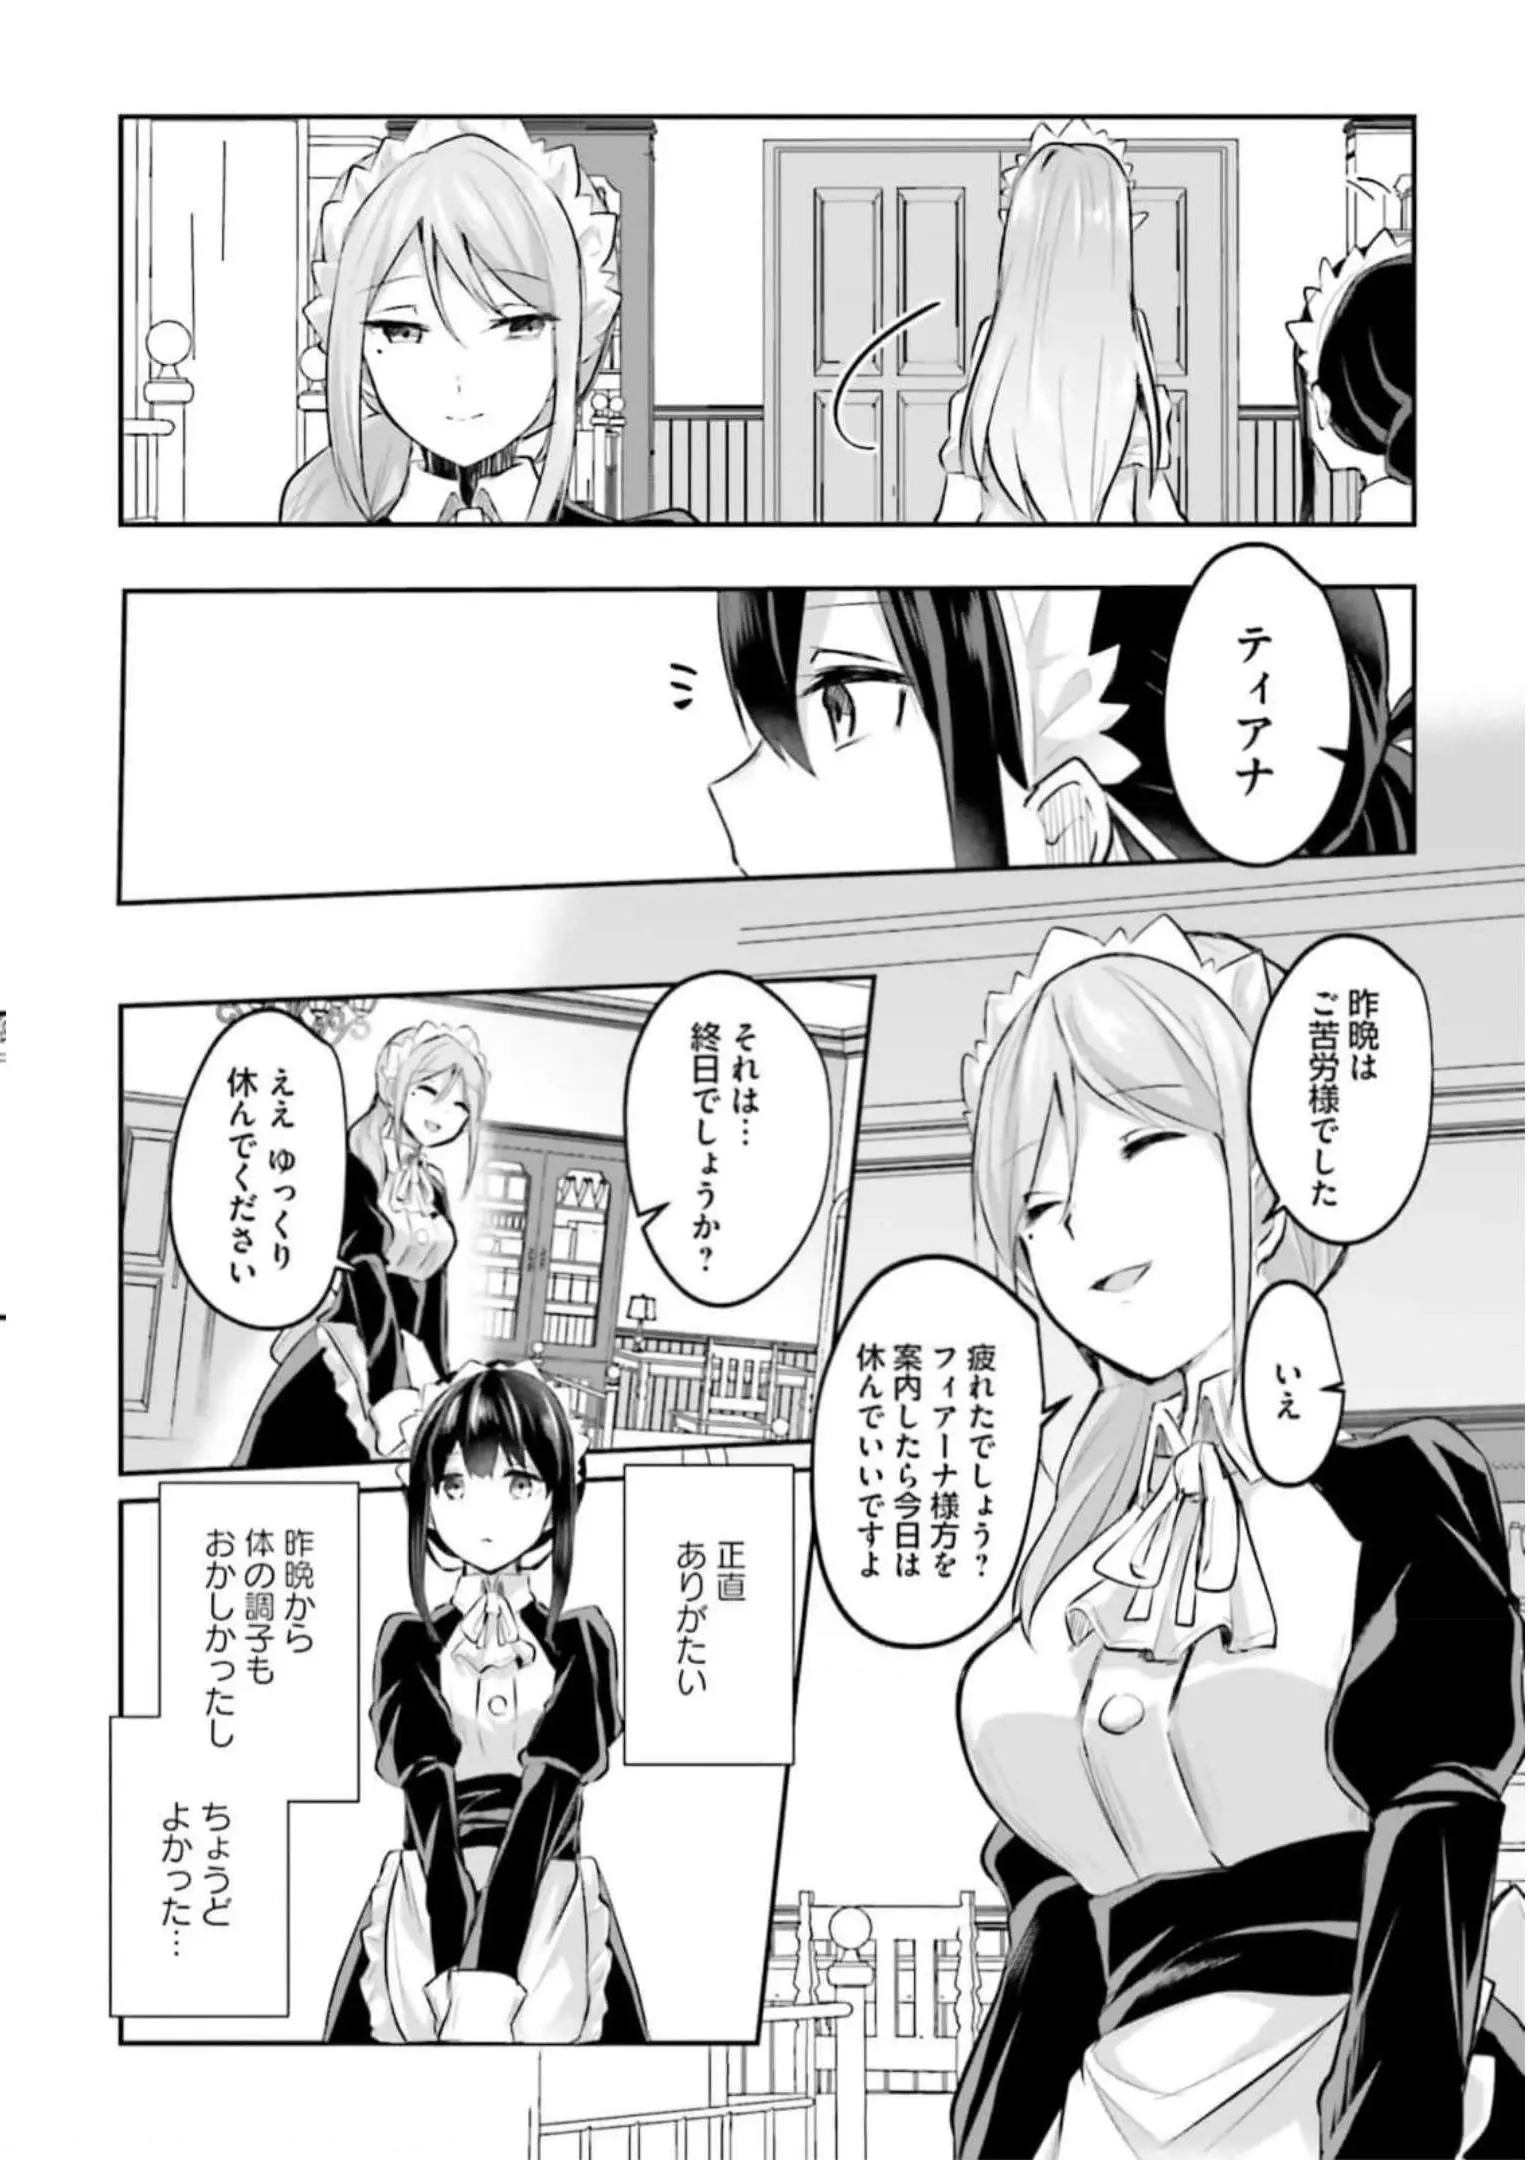 ティアナ
昨晩は
ご苦労様でした
いえ
疲れたでしょう？
フィアーナ様方を
案内したら今日は
休んでいいですよ
それは…
終日でしょうか？
ええ ゆっくり
休んでください
正直
ありがたい
昨晩から
体の調子も
おかしかったし
ちょうど
よかった…